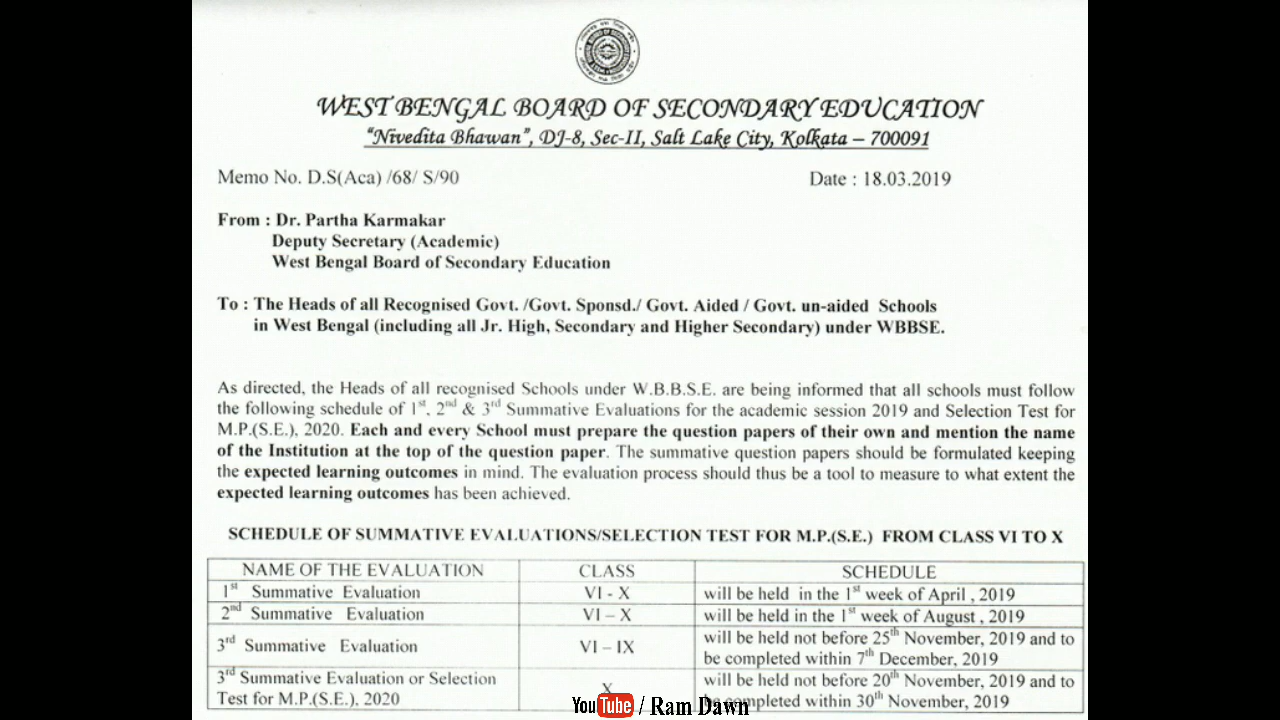 WEST BENGAL BOARD OF SECONDARY EDUCATION
“Nivedita Bhawan”, DJ-8, Sec-II, Salt Lake City, Kolkata – 700091
Memo No. D.S(Aca) /68/ S/90 Date : 18.03.2019
From : Dr. Partha Karmakar
Deputy Secretary (Academic)
West Bengal Board of Secondary Education
To : The Heads of all Recognised Govt. /Govt. Sponsd./ Govt. Aided / Govt. un-aided Schools
in West Bengal (including all Jr. High, Secondary and Higher Secondary) under WBBSE.
As directed, the Heads of all recognised Schools under W.B.B.S.E. are being informed that all schools must follow
the following schedule of 1st, 2nd & 3rd Summative Evaluations for the academic session 2019 and Selection Test for
M.P.(S.E.), 2020. Each and every School must prepare the question papers of their own and mention the name
of the Institution at the top of the question paper. The summative question papers should be formulated keeping
the expected learning outcomes in mind. The evaluation process should thus be a tool to measure to what extent the
expected learning outcomes has been achieved.
SCHEDULE OF SUMMATIVE EVALUATIONS/SELECTION TEST FOR M.P.(S.E.) FROM CLASS VI TO X
NAME OF THE EVALUATION CLASS SCHEDULE
1st Summative Evaluation VI - X will be held in the 1st week of April , 2019
2nd Summative Evaluation VI – X will be held in the 1st week of August , 2019
3rd Summative Evaluation VI – IX will be held not before 25th November, 2019 and to
be completed within 7th December, 2019
3rd Summative Evaluation or Selection X will be held not before 20th November, 2019 and to
Test for M.P.(S.E.), 2020 be completed within 30th November, 2019
YouTube / Ram Dawn